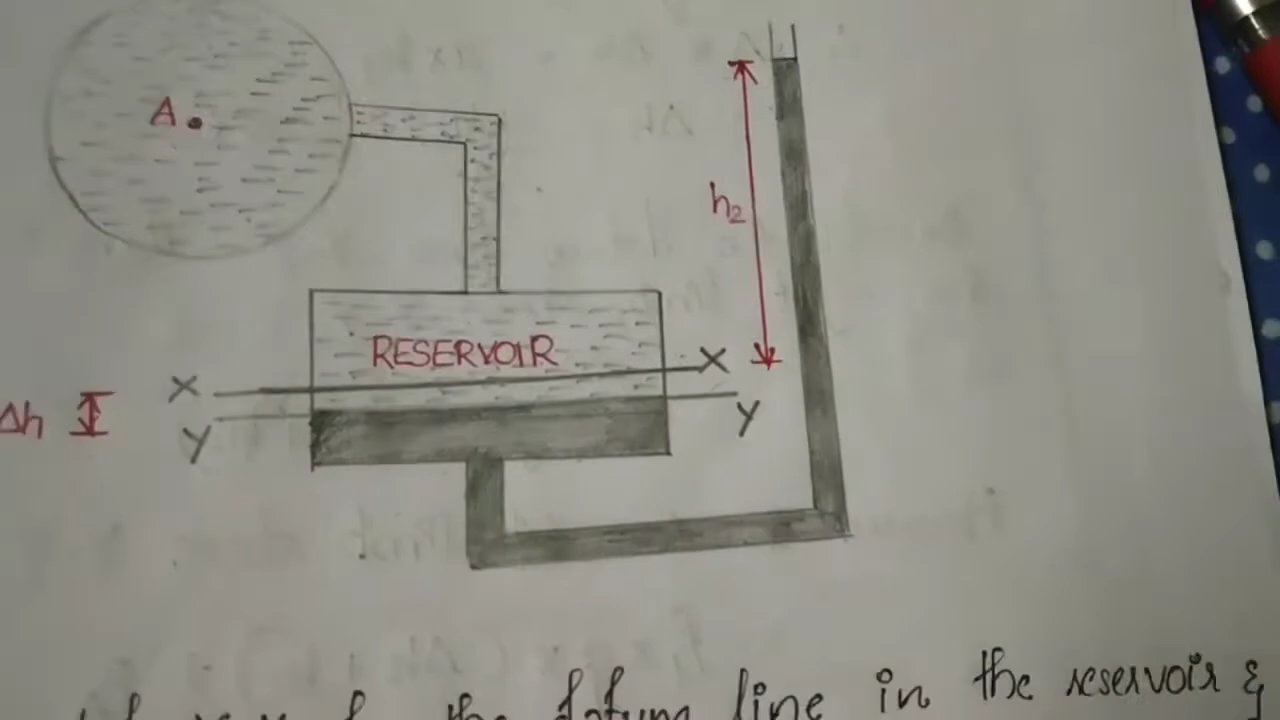 A
h₂
RESERVOIR
X X
Δh
Y Y
the datum line in the reservoir &